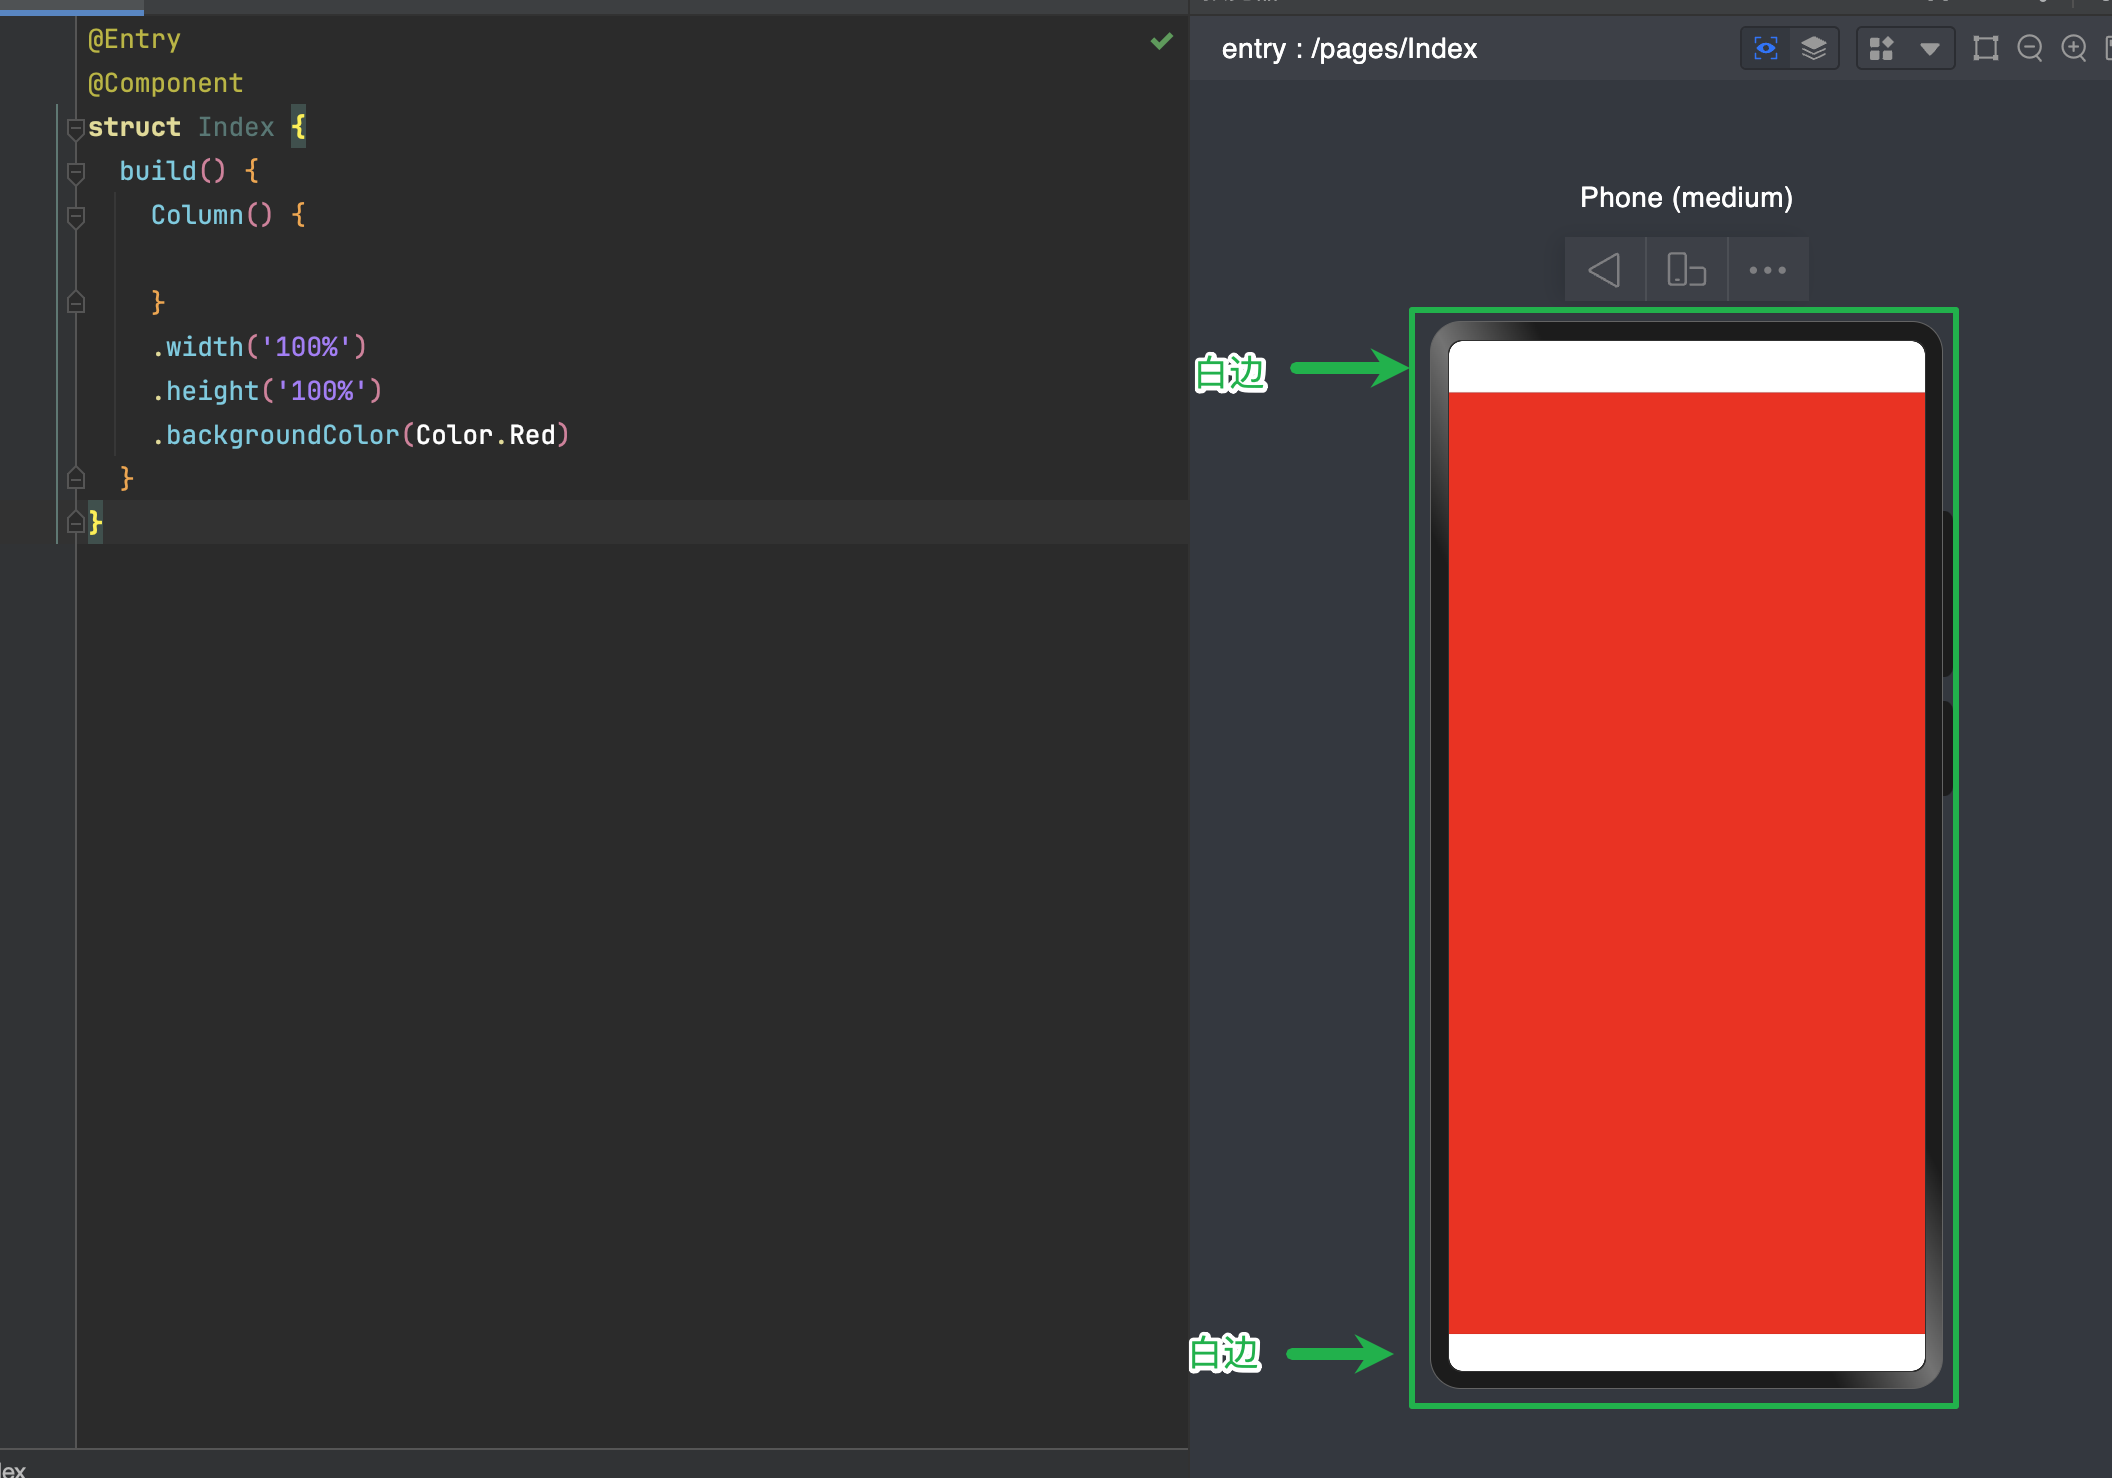 @Entry
@Component
struct Index {
build() {
Column() {
}
.width('100%')
.height('100%')
.backgroundColor(Color.Red)
}
}
entry : /pages/Index
Phone (medium)
白边
白边